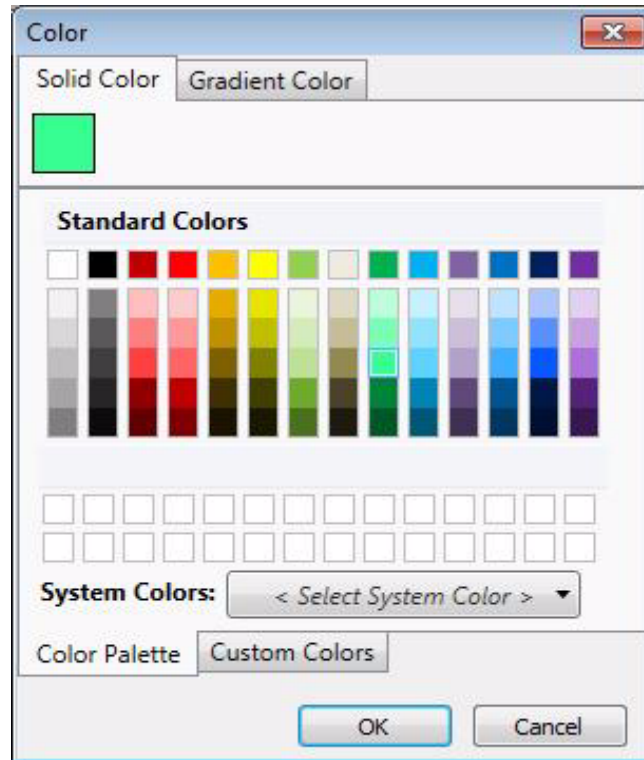 Color
Solid Color Gradient Color
Standard Colors
System Colors: < Select System Color >
Color Palette Custom Colors
OK Cancel